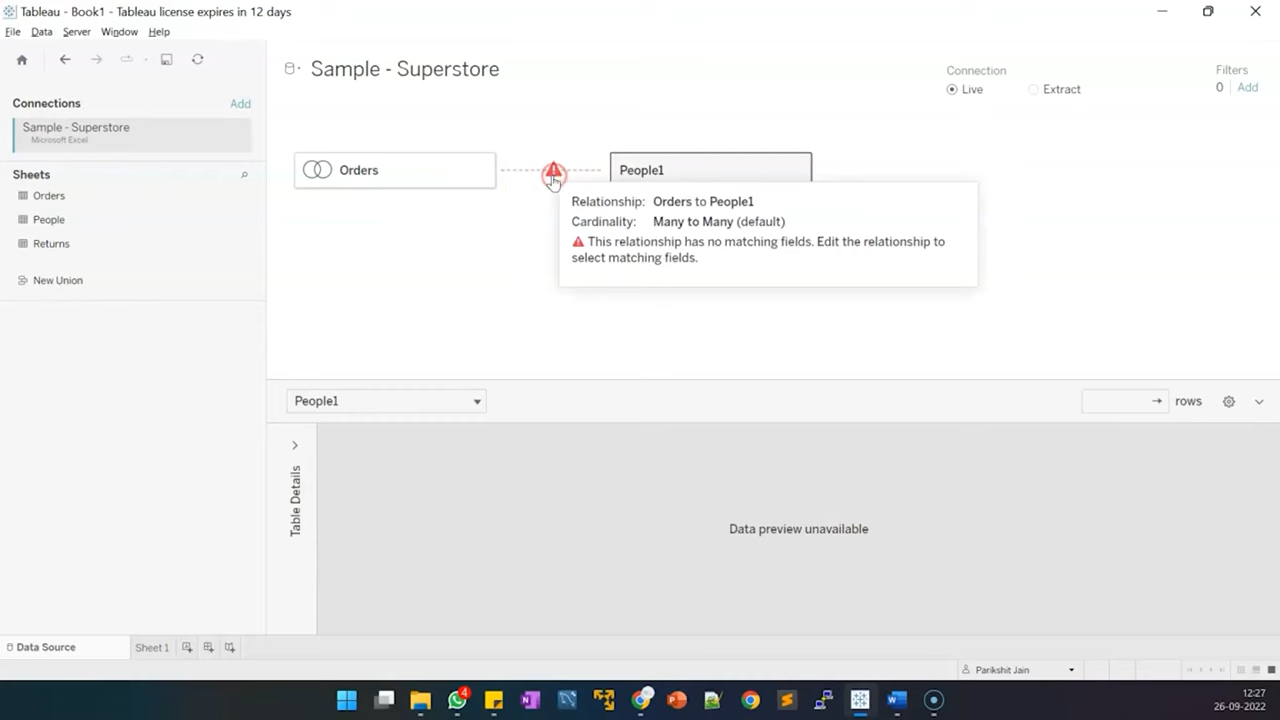 Tableau - Book1 - Tableau license expires in 12 days
File Data Server Window Help
Connections Add
Sample - Superstore
Microsoft Excel
Sheets
Orders
People
Returns
New Union
Sample - Superstore
Connection
Live Extract
Filters
0 Add
Orders
People1
Relationship: Orders to People1
Cardinality: Many to Many (default)
This relationship has no matching fields. Edit the relationship to
select matching fields.
People1
rows
Table Details
Data preview unavailable
Data Source Sheet 1
Parikshit Jain
4
12:27
26-09-2022